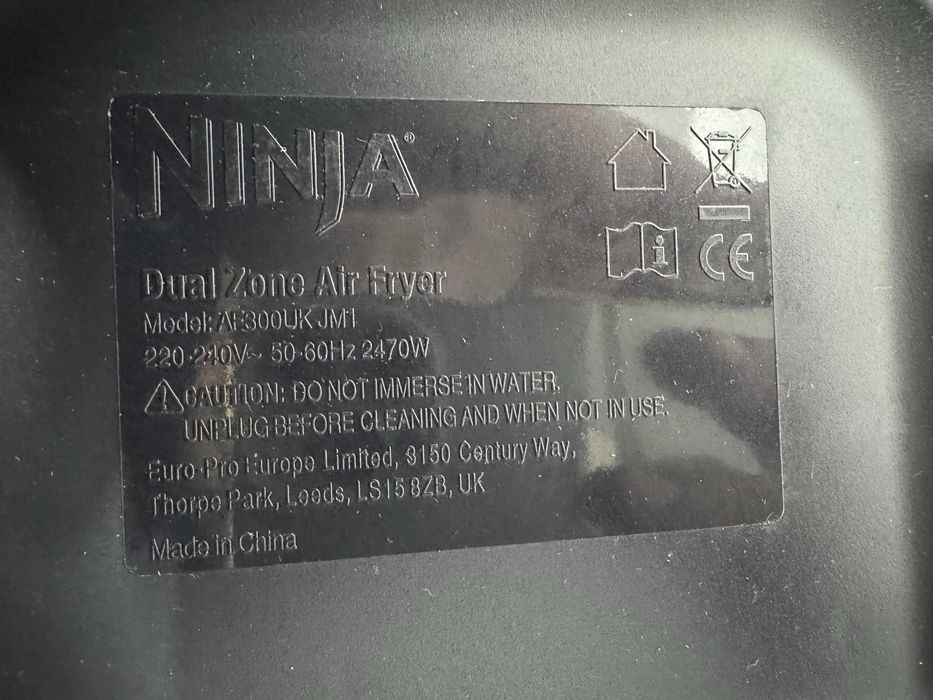 NINJA®
Dual Zone Air Fryer
Model: AF300UK JM1
220-240V~ 50-60Hz 2470W
CAUTION: DO NOT IMMERSE IN WATER.
UNPLUG BEFORE CLEANING AND WHEN NOT IN USE.
Euro-Pro Europe Limited, 3150 Century Way,
Thorpe Park, Leeds, LS15 8ZB, UK
Made in China
i
CE